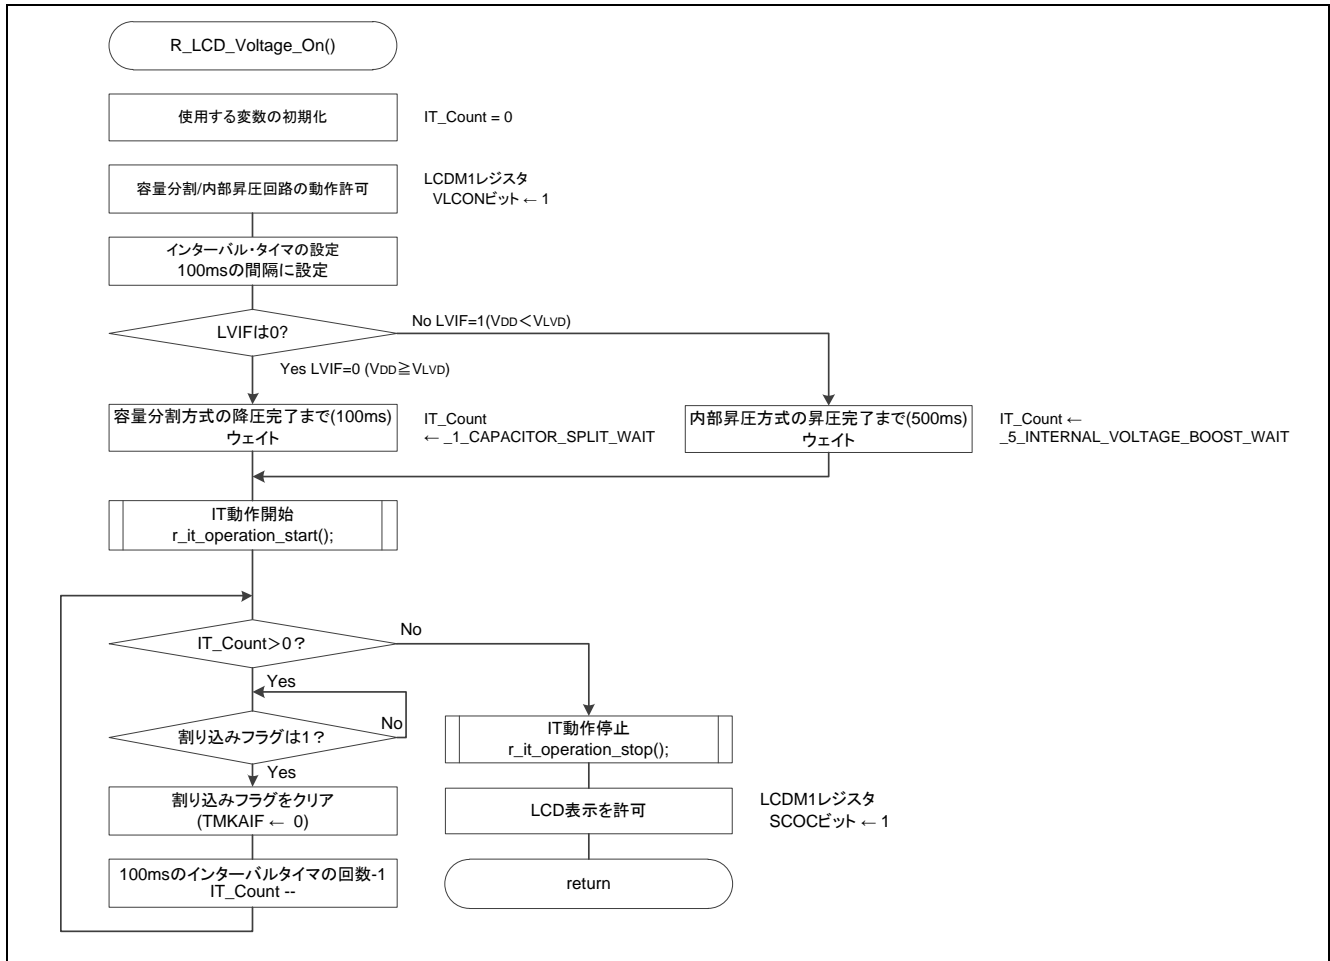 R_LCD_Voltage_On()
使用する変数の初期化
IT_Count = 0
容量分割/内部昇圧回路の動作許可
LCDM1レジスタ
VLCONビット ← 1
インターバル・タイマの設定
100msの間隔に設定
LVIFは0?
No LVIF=1(VDD＜VLVD)
Yes LVIF=0 (VDD≧VLVD)
容量分割方式の降圧完了まで(100ms)
ウェイト
IT_Count
← _1_CAPACITOR_SPLIT_WAIT
内部昇圧方式の昇圧完了まで(500ms)
ウェイト
IT_Count ←
_5_INTERNAL_VOLTAGE_BOOST_WAIT
IT動作開始
r_it_operation_start();
IT_Count＞0？
No
Yes
割り込みフラグは1？
No
Yes
割り込みフラグをクリア
(TMKAIF ← 0)
100msのインターバルタイマの回数-1
IT_Count --
IT動作停止
r_it_operation_stop();
LCD表示を許可
LCDM1レジスタ
SCOCビット ← 1
return